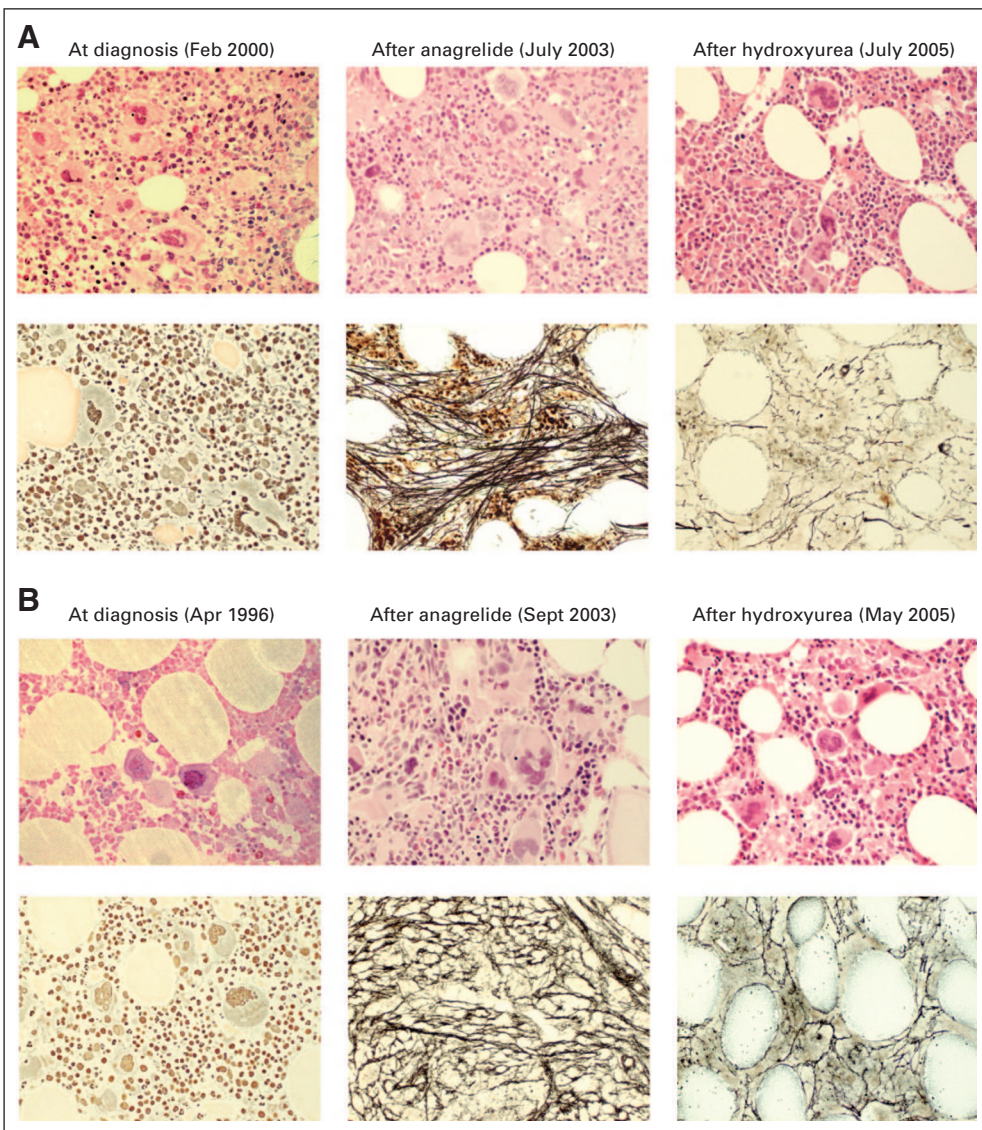 A
At diagnosis (Feb 2000) After anagrelide (July 2003) After hydroxyurea (July 2005)
B
At diagnosis (Apr 1996) After anagrelide (Sept 2003) After hydroxyurea (May 2005)